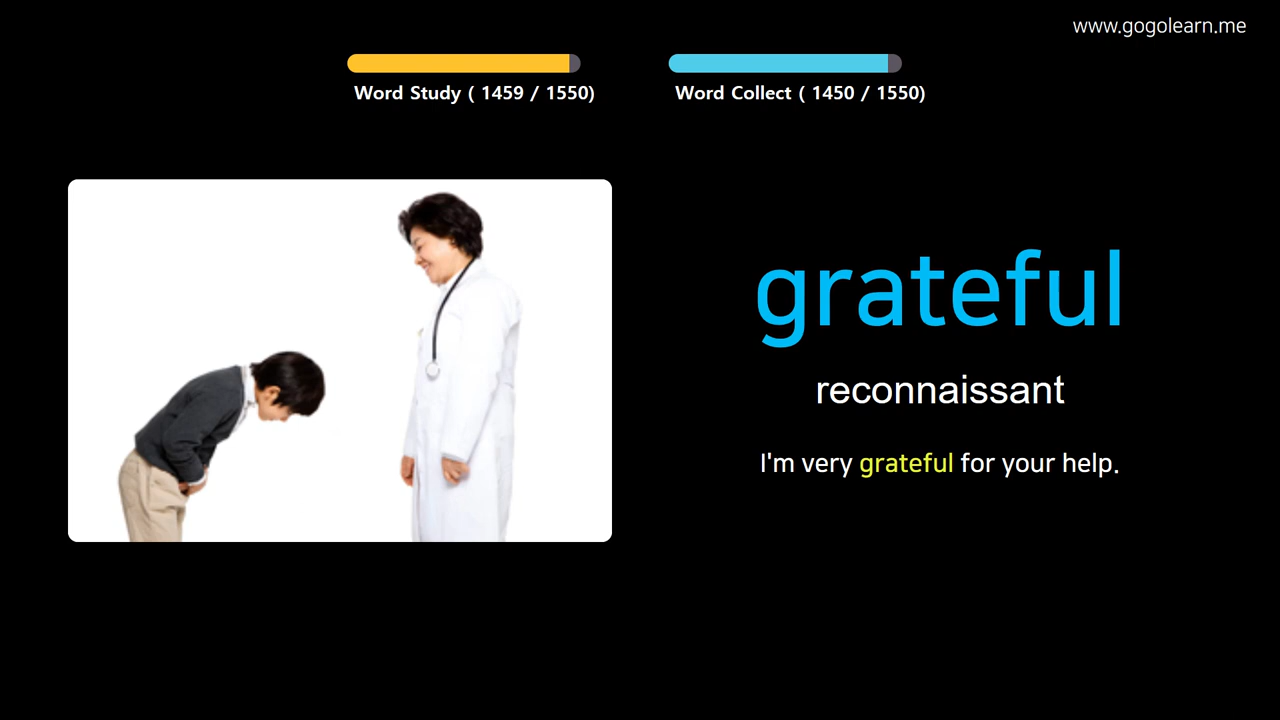 www.gogolearn.me
Word Study ( 1459 / 1550)
Word Collect ( 1450 / 1550)
grateful
reconnaissant
I'm very grateful for your help.